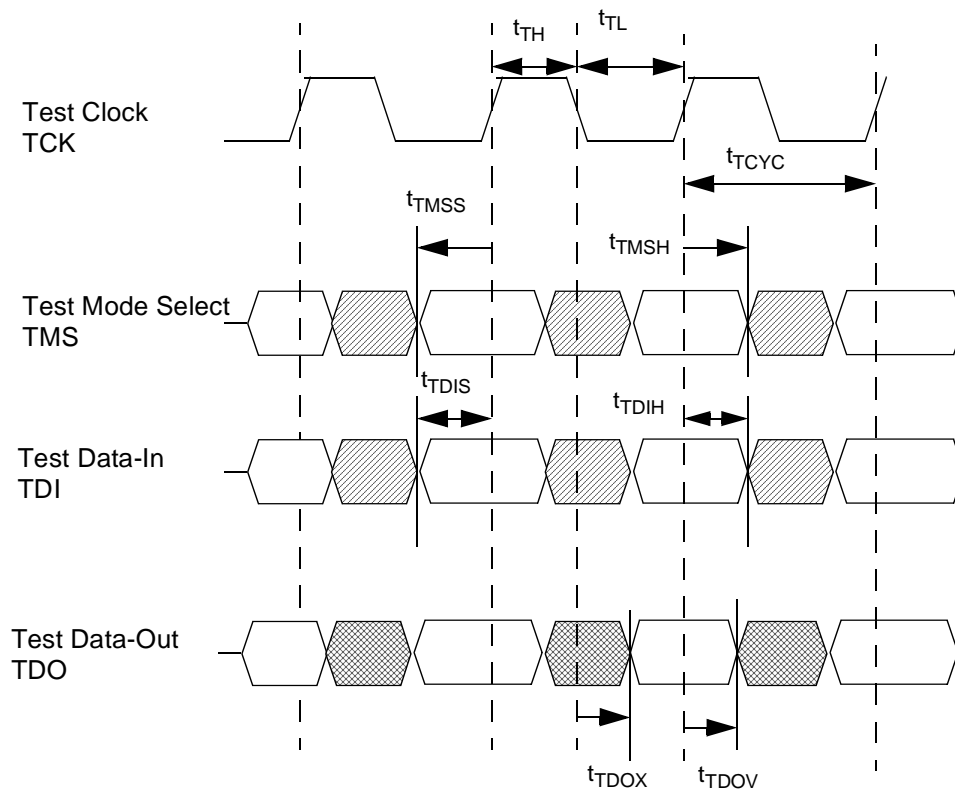 tTH
tTL
Test Clock
TCK
tTCYC
tTMSS
tTMSH
Test Mode Select
TMS
tTDIS
tTDIH
Test Data-In
TDI
Test Data-Out
TDO
tTDOX
tTDOV